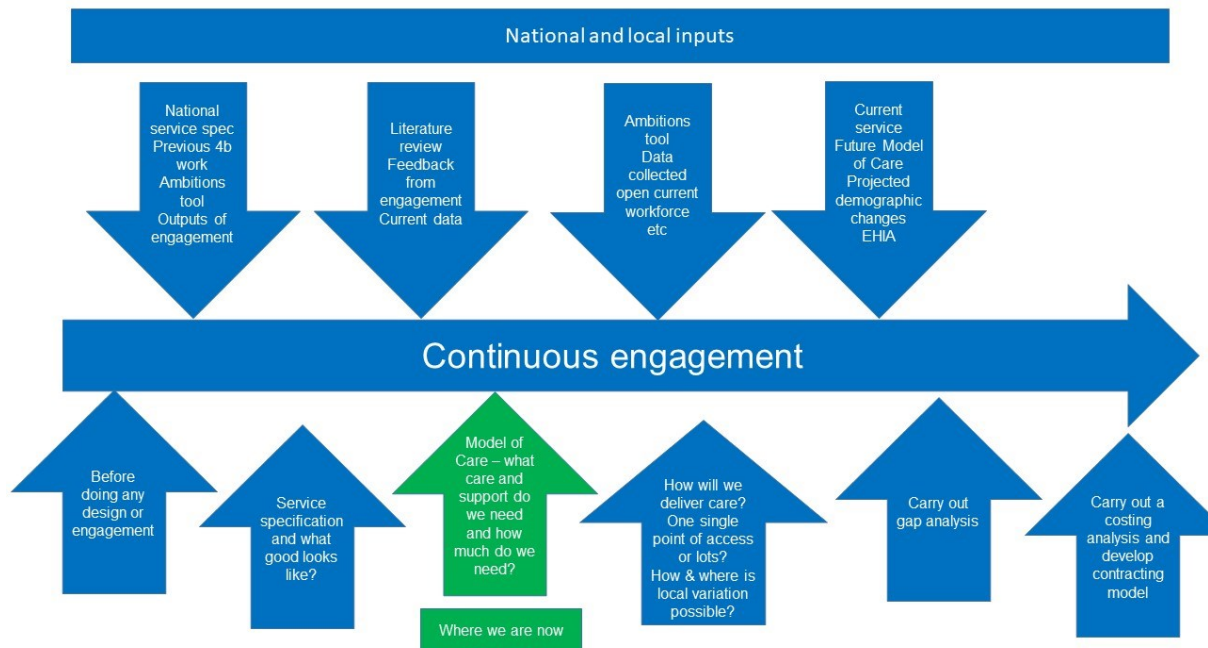 National and local inputs
National
service spec
Previous 4b
work
Ambitions
tool
Outputs of
engagement
Literature
review
Feedback
from
engagement
Current data
Ambitions
tool
Data
collected
open current
workforce
etc
Current
service
Future Model
of Care
Projected
demographic
changes
EHIA
Continuous engagement
Before
doing any
design or
engagement
Service
specification
and what
good looks
like?
Model of
Care – what
care and
support do
we need
and how
much do we
need?
How will we
deliver care?
One single
point of access
or lots?
How & where is
local variation
possible?
Carry out
gap analysis
Carry out a
costing
analysis and
develop
contracting
model
Where we are now